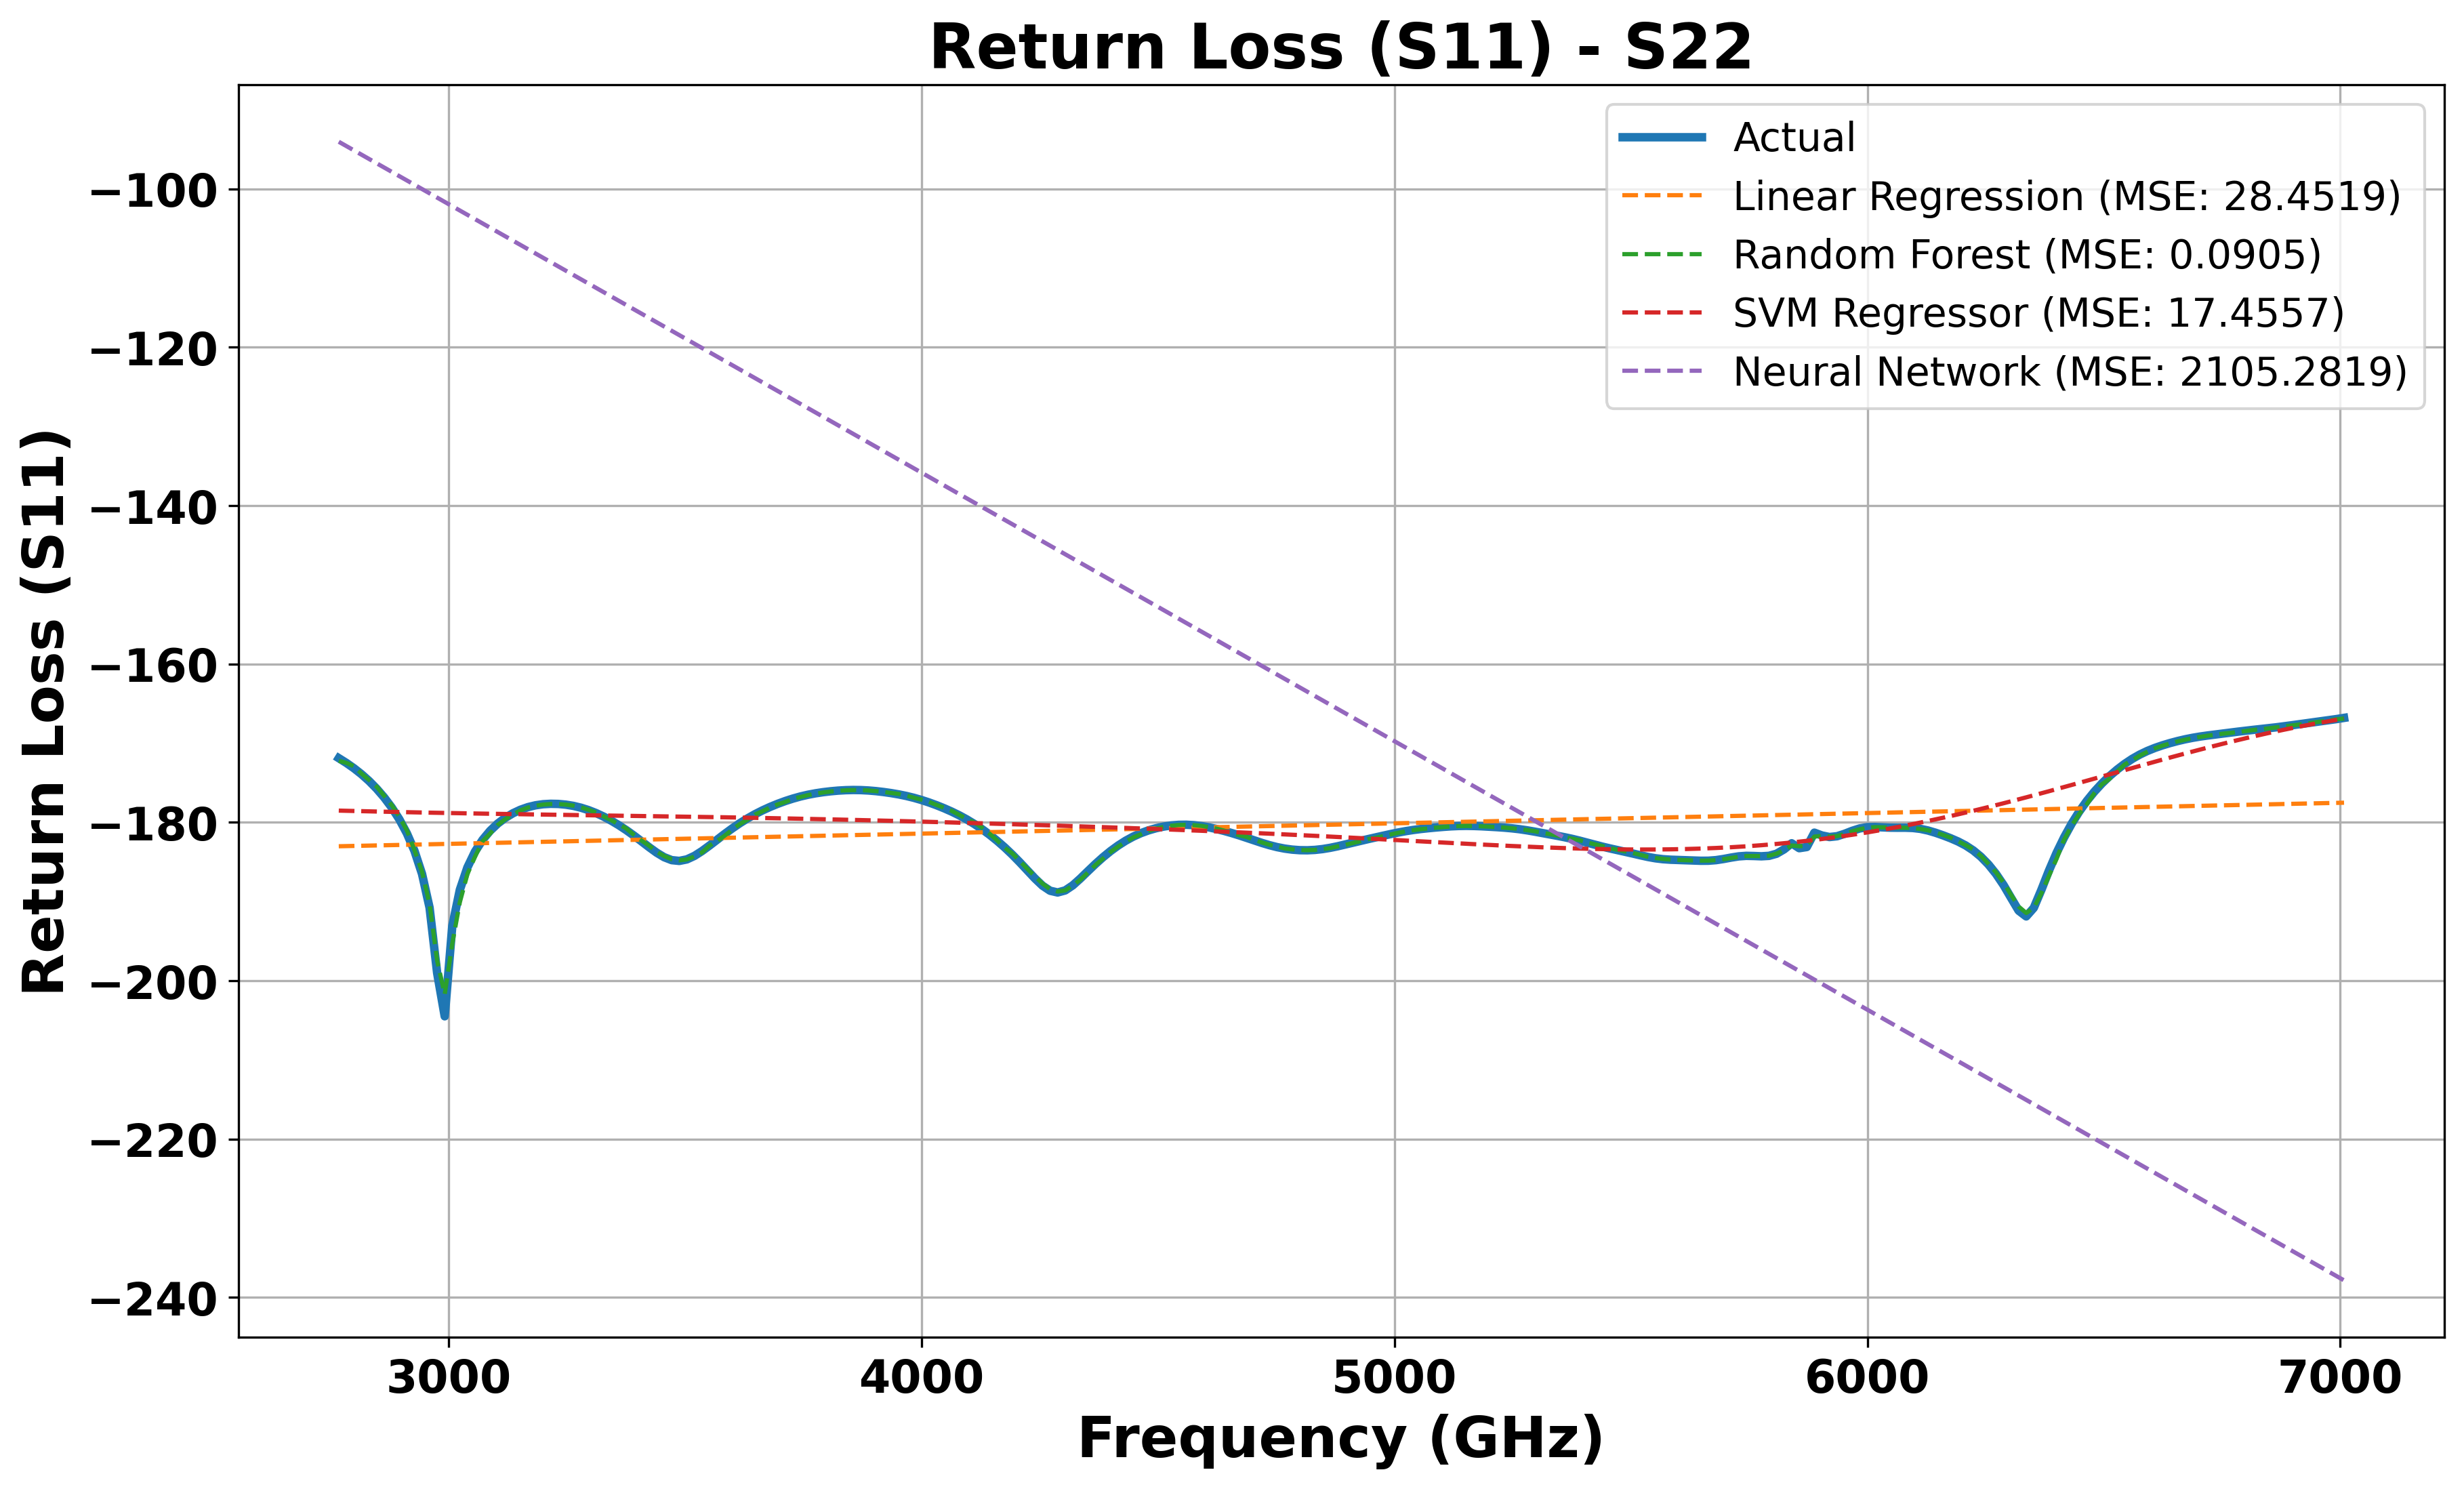 Return Loss (S11) - S22
Actual
Linear Regression (MSE: 28.4519)
Random Forest (MSE: 0.0905)
SVM Regressor (MSE: 17.4557)
Neural Network (MSE: 2105.2819)
Return Loss (S11)
−100
−120
−140
−160
−180
−200
−220
−240
3000 4000 5000 6000 7000
Frequency (GHz)